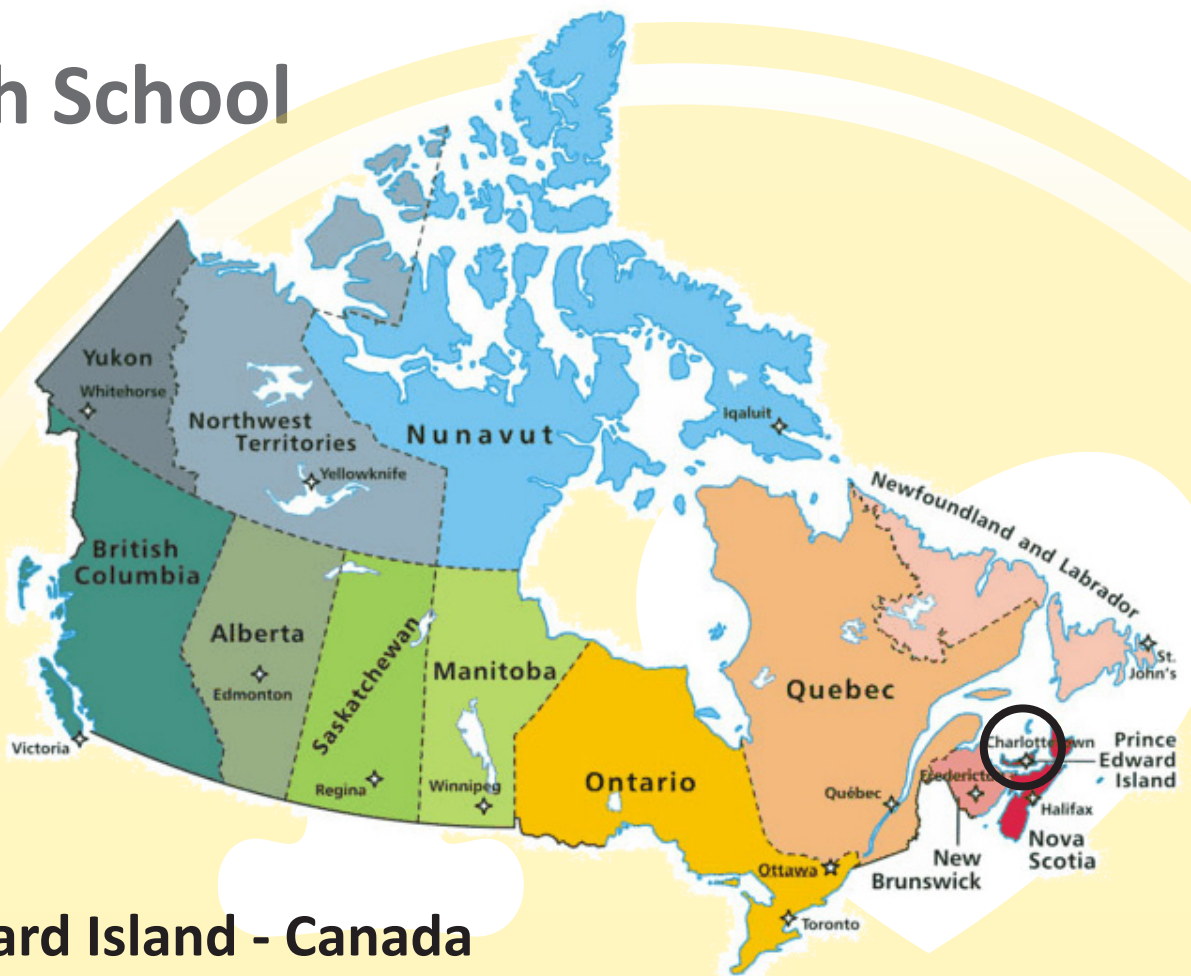 h School
Yukon
Whitehorse
Northwest
Territories
Yellowknife
Nunavut
Iqaluit
Newfoundland and Labrador
St.
John's
British
Columbia
Victoria
Alberta
Edmonton
Saskatchewan
Regina
Manitoba
Winnipeg
Ontario
Ottawa
Toronto
Quebec
Québec
Charlottetown
Prince
Edward
Island
Fredericton
Halifax
Nova
Scotia
New
Brunswick
ard Island - Canada